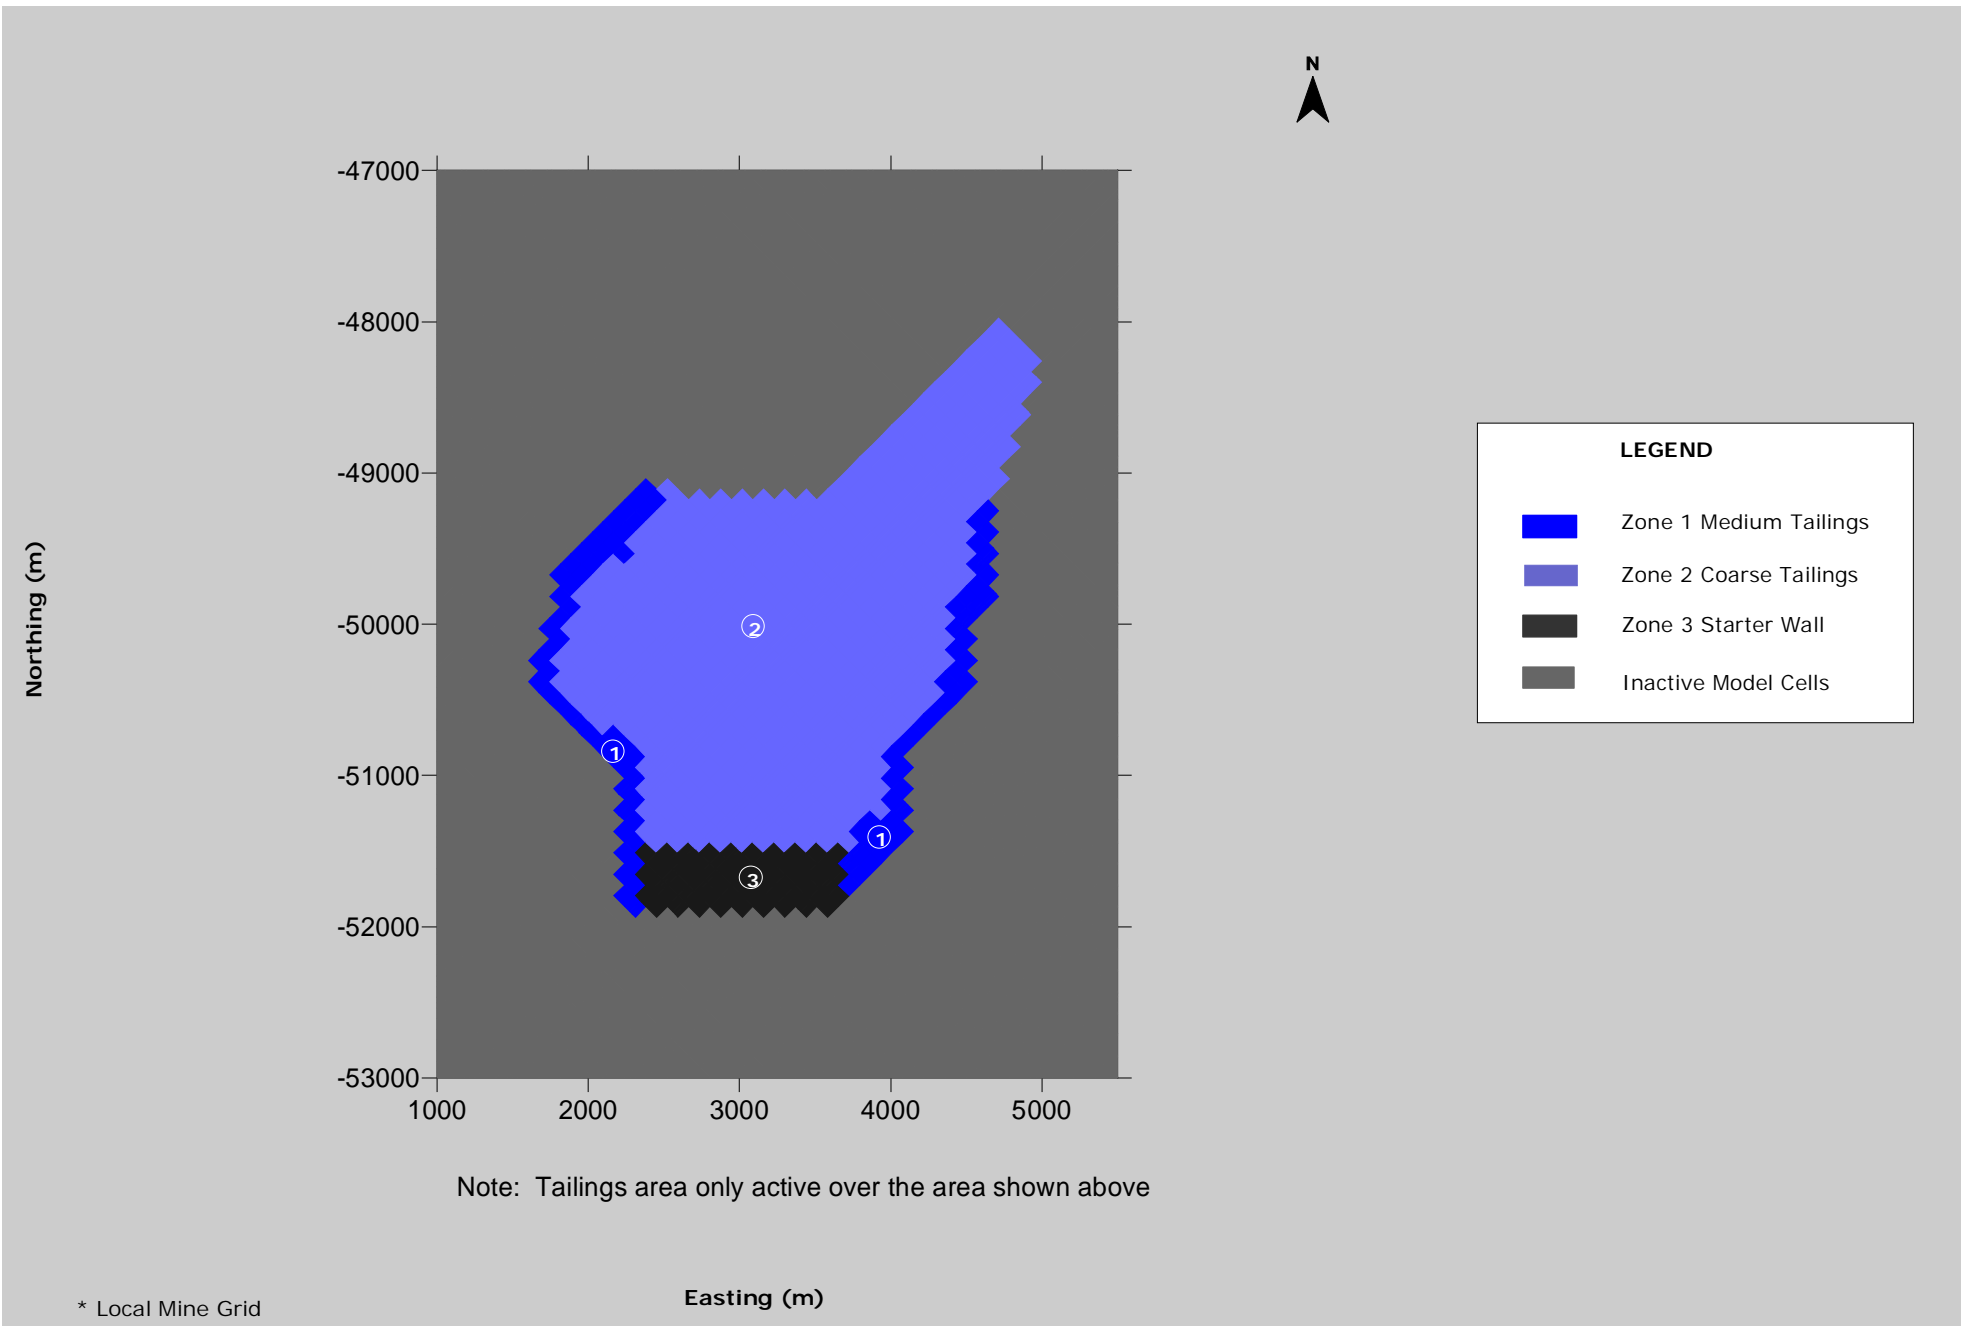 N
-47000
-48000
-49000
-50000
-51000
-52000
-53000
1000 2000 3000 4000 5000
Northing (m)
2
1
1
3
LEGEND
Zone 1 Medium Tailings
Zone 2 Coarse Tailings
Zone 3 Starter Wall
Inactive Model Cells
Note: Tailings area only active over the area shown above
Easting (m)
* Local Mine Grid